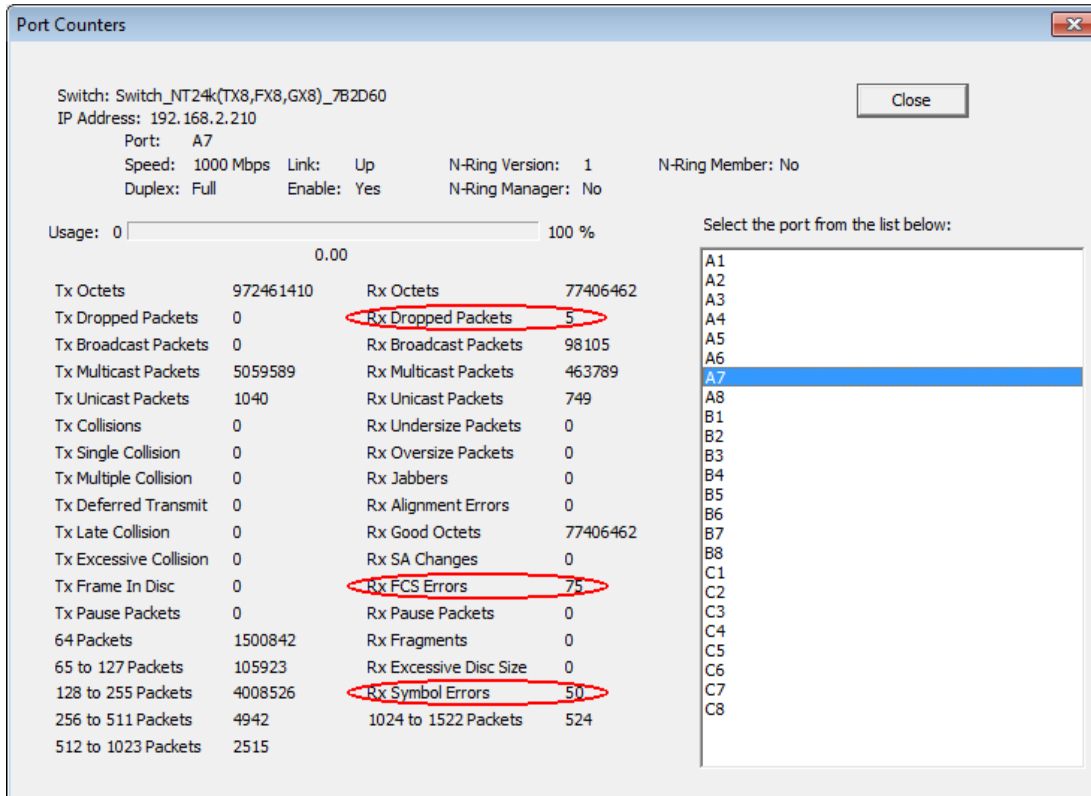 Port Counters
Switch: Switch_NT24k(TX8,FX8,GX8)_7B2D60
Close
IP Address: 192.168.2.210
Port: A7
Speed: 1000 Mbps Link: Up N-Ring Version: 1 N-Ring Member: No
Duplex: Full Enable: Yes N-Ring Manager: No
Usage: 0 100 %
0.00
Tx Octets 972461410 Rx Octets 77406462
Tx Dropped Packets 0 Rx Dropped Packets 5
Tx Broadcast Packets 0 Rx Broadcast Packets 98105
Tx Multicast Packets 5059589 Rx Multicast Packets 463789
Tx Unicast Packets 1040 Rx Unicast Packets 749
Tx Collisions 0 Rx Undersize Packets 0
Tx Single Collision 0 Rx Oversize Packets 0
Tx Multiple Collision 0 Rx Jabbers 0
Tx Deferred Transmit 0 Rx Alignment Errors 0
Tx Late Collision 0 Rx Good Octets 77406462
Tx Excessive Collision 0 Rx SA Changes 0
Tx Frame In Disc 0 Rx FCS Errors 75
Tx Pause Packets 0 Rx Pause Packets 0
64 Packets 1500842 Rx Fragments 0
65 to 127 Packets 105923 Rx Excessive Disc Size 0
128 to 255 Packets 4008526 Rx Symbol Errors 50
256 to 511 Packets 4942 1024 to 1522 Packets 524
512 to 1023 Packets 2515
Select the port from the list below:
A1
A2
A3
A4
A5
A6
A7
A8
B1
B2
B3
B4
B5
B6
B7
B8
C1
C2
C3
C4
C5
C6
C7
C8